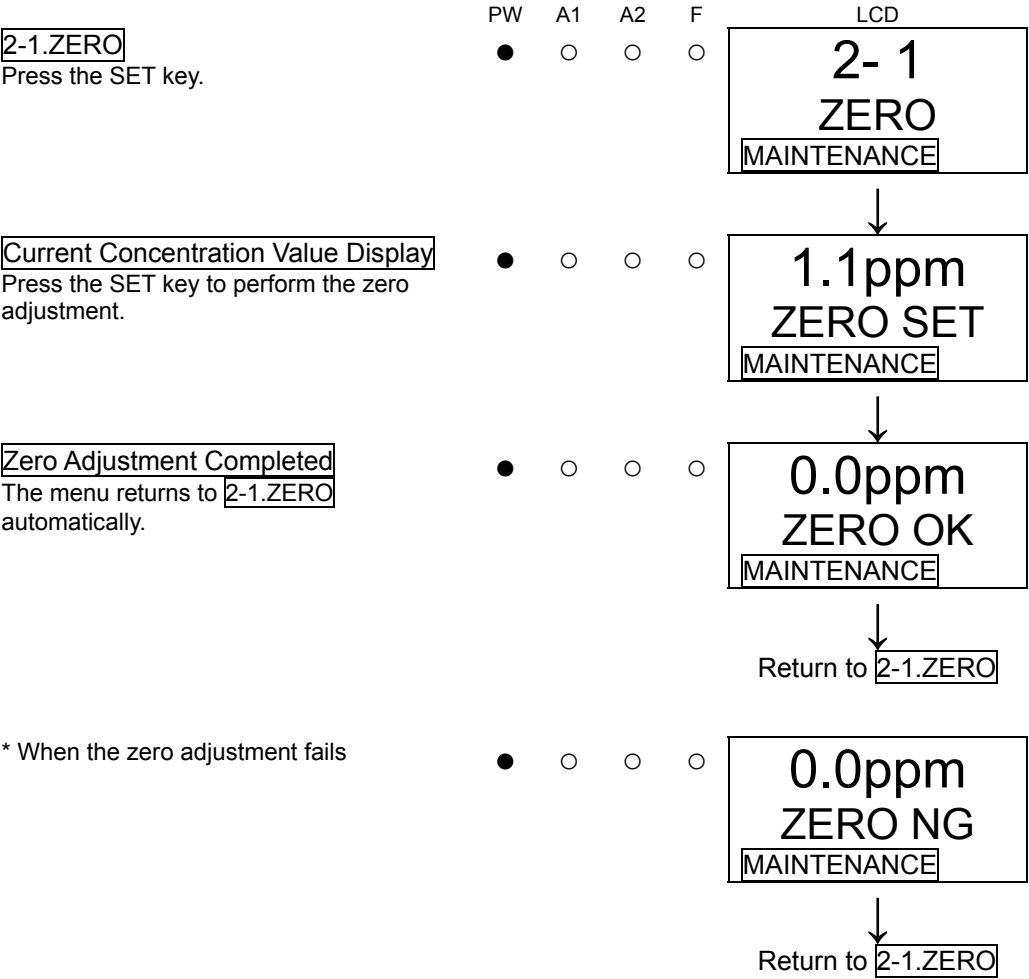 PW A1 A2 F LCD
2-1.ZERO
Press the SET key.
● ○ ○ ○
2- 1
ZERO
MAINTENANCE
↓
Current Concentration Value Display
Press the SET key to perform the zero
adjustment.
● ○ ○ ○
1.1ppm
ZERO SET
MAINTENANCE
↓
Zero Adjustment Completed
The menu returns to 2-1.ZERO
automatically.
● ○ ○ ○
0.0ppm
ZERO OK
MAINTENANCE
↓
Return to 2-1.ZERO
* When the zero adjustment fails
● ○ ○ ○
0.0ppm
ZERO NG
MAINTENANCE
↓
Return to 2-1.ZERO